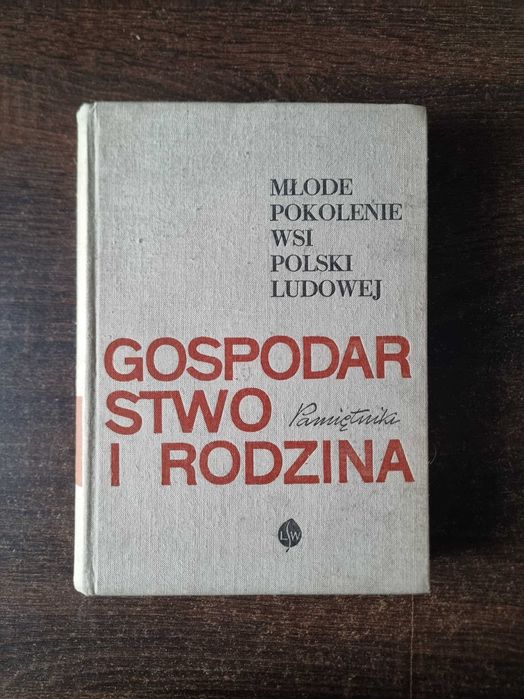 MŁODE
POKOLENIE
WSI
POLSKI
LUDOWEJ
GOSPODAR
STWO Pamiętniki
I RODZINA
LSW